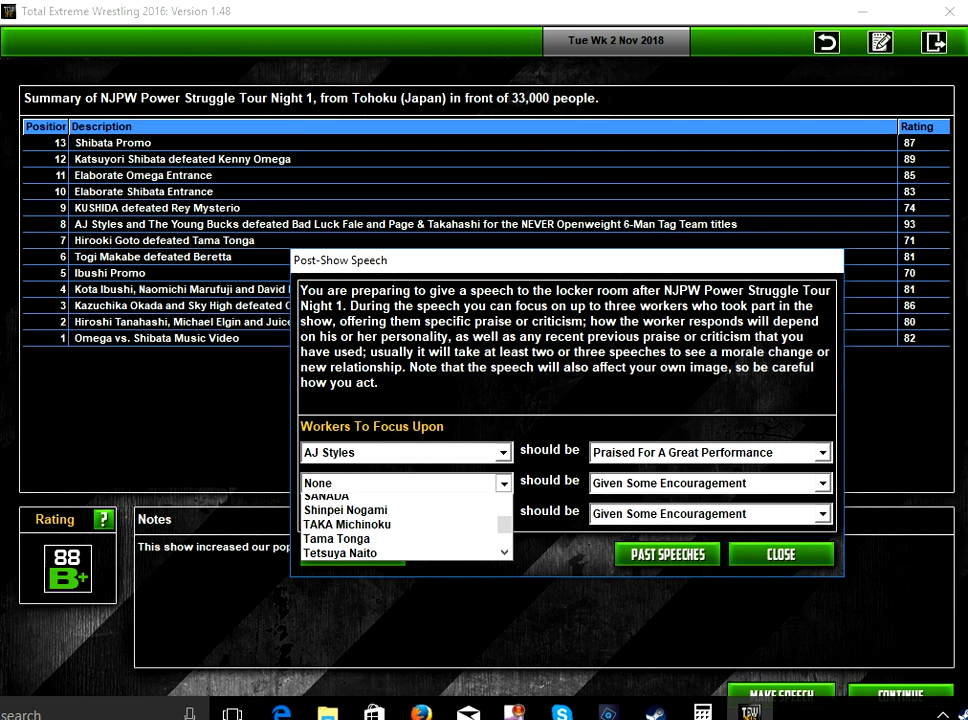 Total Extreme Wrestling 2016: Version 1.48
Tue Wk 2 Nov 2018
Summary of NJPW Power Struggle Tour Night 1, from Tohoku (Japan) in front of 33,000 people.
Position Description Rating
13 Shibata Promo 87
12 Katsuyori Shibata defeated Kenny Omega 89
11 Elaborate Omega Entrance 85
10 Elaborate Shibata Entrance 83
9 KUSHIDA defeated Rey Mysterio 74
8 AJ Styles and The Young Bucks defeated Bad Luck Fale and Page & Takahashi for the NEVER Openweight 6-Man Tag Team titles 93
7 Hirooki Goto defeated Tama Tonga 71
6 Togi Makabe defeated Beretta 81
5 Ibushi Promo 70
4 Kota Ibushi, Naomichi Marufuji and David 81
3 Kazuchika Okada and Sky High defeated 86
2 Hiroshi Tanahashi, Michael Elgin and Juice 80
1 Omega vs. Shibata Music Video 82
Post-Show Speech
You are preparing to give a speech to the locker room after NJPW Power Struggle Tour
Night 1. During the speech you can focus on up to three workers who took part in the
show, offering them specific praise or criticism; how the worker responds will depend
on his or her personality, as well as any recent previous praise or criticism that you
have used; usually it will take at least two or three speeches to see a morale change or
new relationship. Note that the speech will also affect your own image, so be careful
how you act.
Workers To Focus Upon
AJ Styles should be Praised For A Great Performance
None should be Given Some Encouragement
SANADA
Shinpei Nogami should be Given Some Encouragement
TAKA Michinoku
Tama Tonga
Tetsuya Naito
PAST SPEECHES CLOSE
Rating ? Notes
88
B+
This show increased our pop
MAKE SPEECH CONTINUE
search